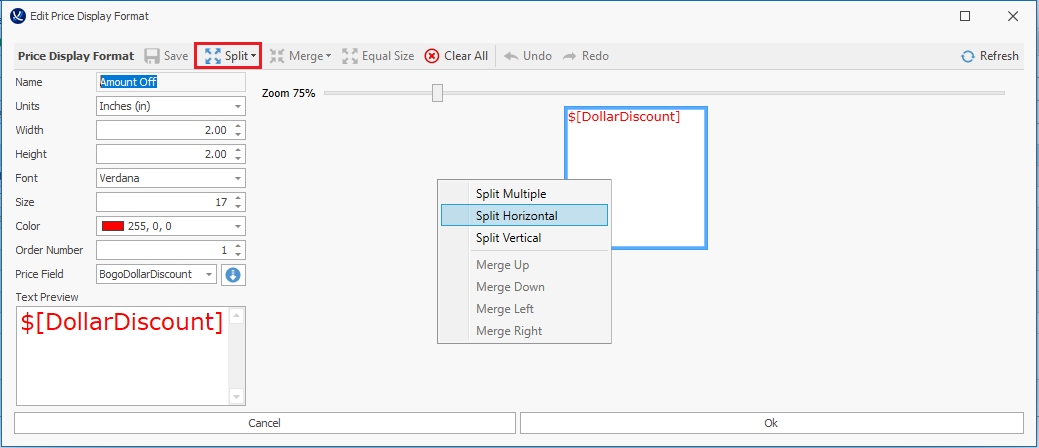 Edit Price Display Format
Price Display Format Save Split Merge Equal Size Clear All Undo Redo Refresh
Name Amount Off
Zoom 75%
Units Inches (in)
Width 2.00
Height 2.00
Font Verdana
Size 17
Color 255, 0, 0
Order Number 1
Price Field BogoDollarDiscount
Text Preview
$[DollarDiscount]
$[DollarDiscount]
Split Multiple
Split Horizontal
Split Vertical
Merge Up
Merge Down
Merge Left
Merge Right
Cancel Ok